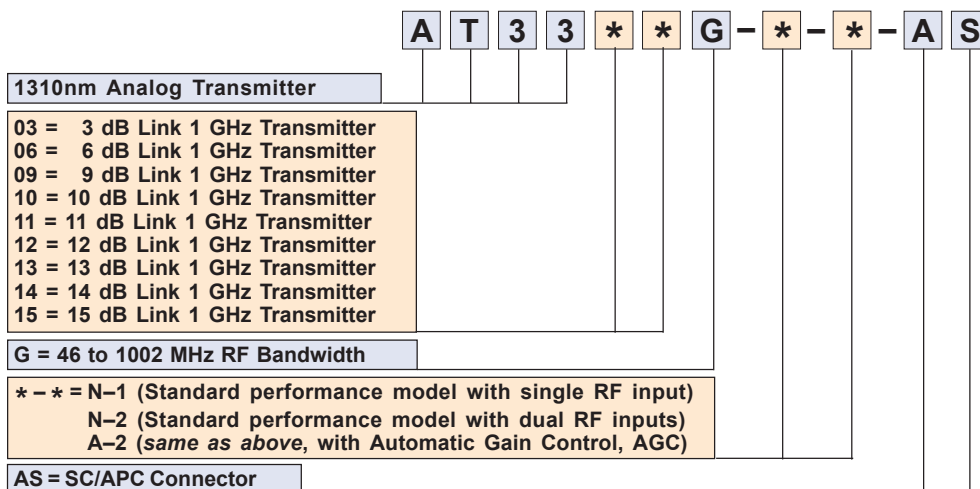 A T 3 3 * * G – * – * – A S
1310nm Analog Transmitter
03 = 3 dB Link 1 GHz Transmitter
06 = 6 dB Link 1 GHz Transmitter
09 = 9 dB Link 1 GHz Transmitter
10 = 10 dB Link 1 GHz Transmitter
11 = 11 dB Link 1 GHz Transmitter
12 = 12 dB Link 1 GHz Transmitter
13 = 13 dB Link 1 GHz Transmitter
14 = 14 dB Link 1 GHz Transmitter
15 = 15 dB Link 1 GHz Transmitter
G = 46 to 1002 MHz RF Bandwidth
* – * = N–1 (Standard performance model with single RF input)
N–2 (Standard performance model with dual RF inputs)
A–2 (same as above, with Automatic Gain Control, AGC)
AS = SC/APC Connector